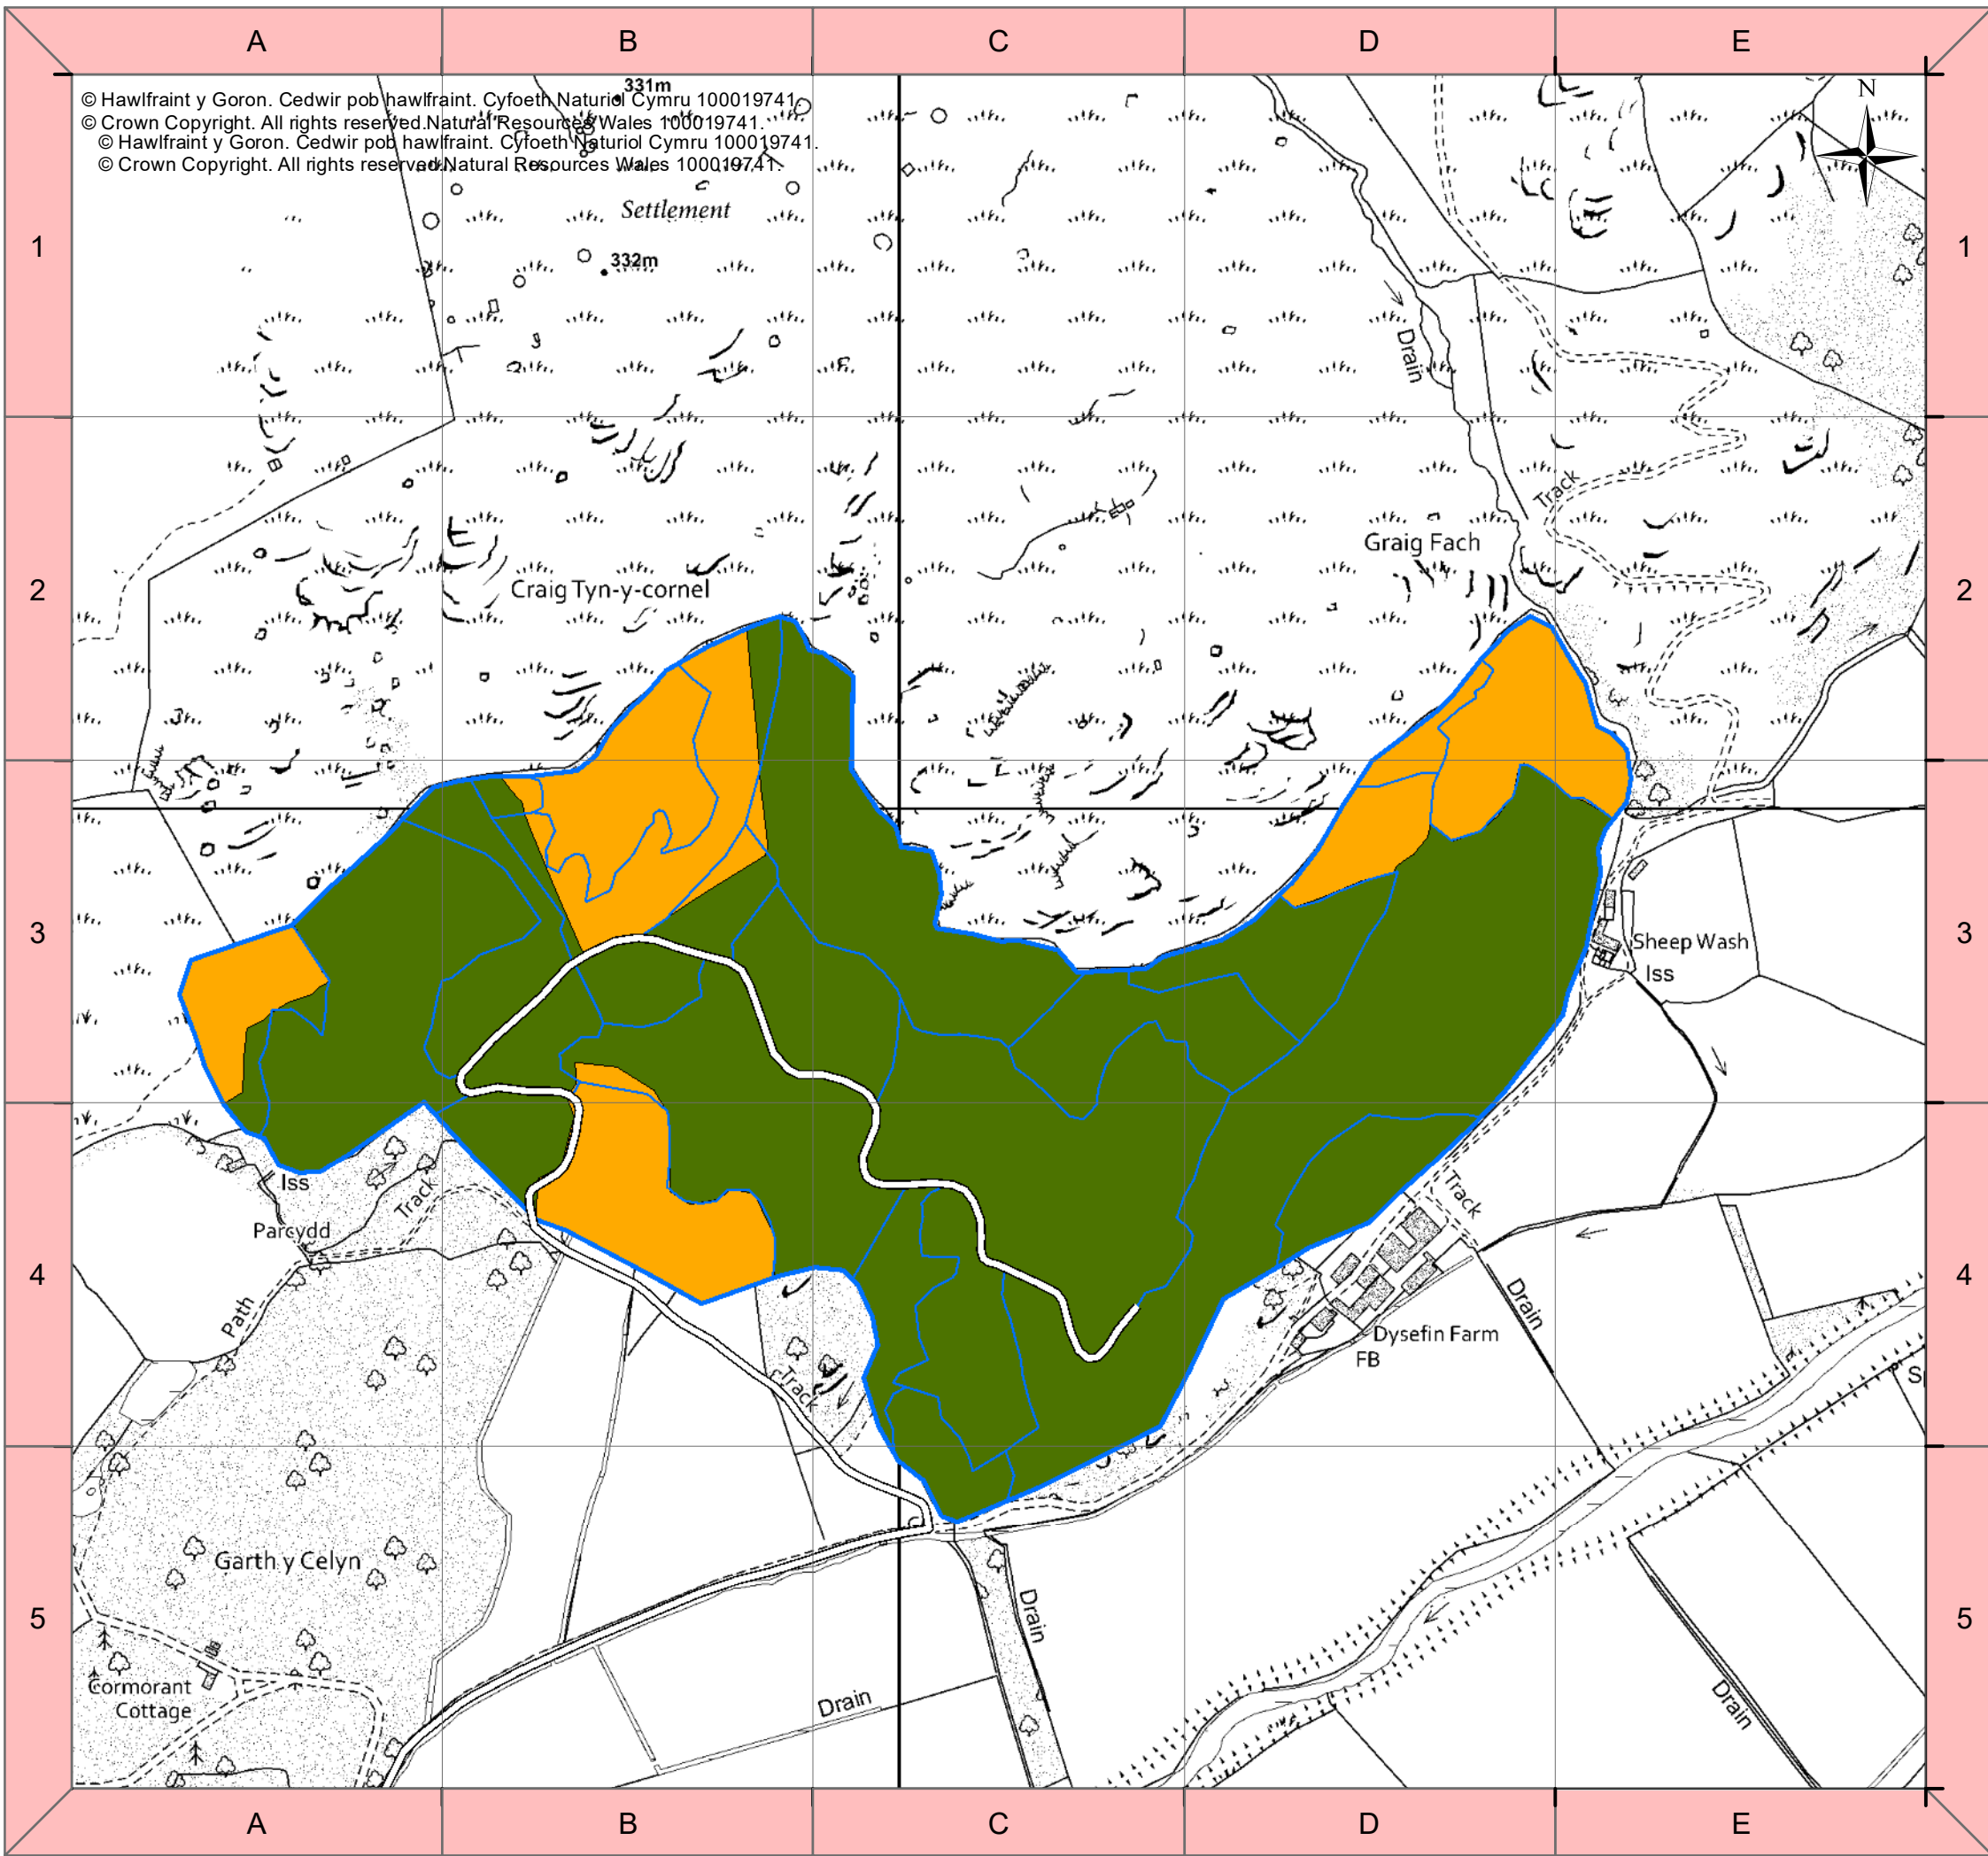 A B C D E
331m
© Hawlfraint y Goron. Cedwir pob hawlfraint. Cyfoeth Naturiol Cymru 100019741.
© Crown Copyright. All rights reserved.Natural Resources Wales 100019741.
© Hawlfraint y Goron. Cedwir pob hawlfraint. Cyfoeth Naturiol Cymru 100019741.
© Crown Copyright. All rights reserved.Natural Resources Wales 100019741.
N
Settlement
1 1
332m
Drain
Track
Graig Fach
Craig Tyn-y-cornel
2 2
3 3
Sheep Wash
Iss
Iss
Track
Track
Parcydd
4 4
Path
Drain
Dysefin Farm
FB
Track
Garth y Celyn
Drain
5 5
Cormorant
Cottage
Drain
Drain
A B C D E